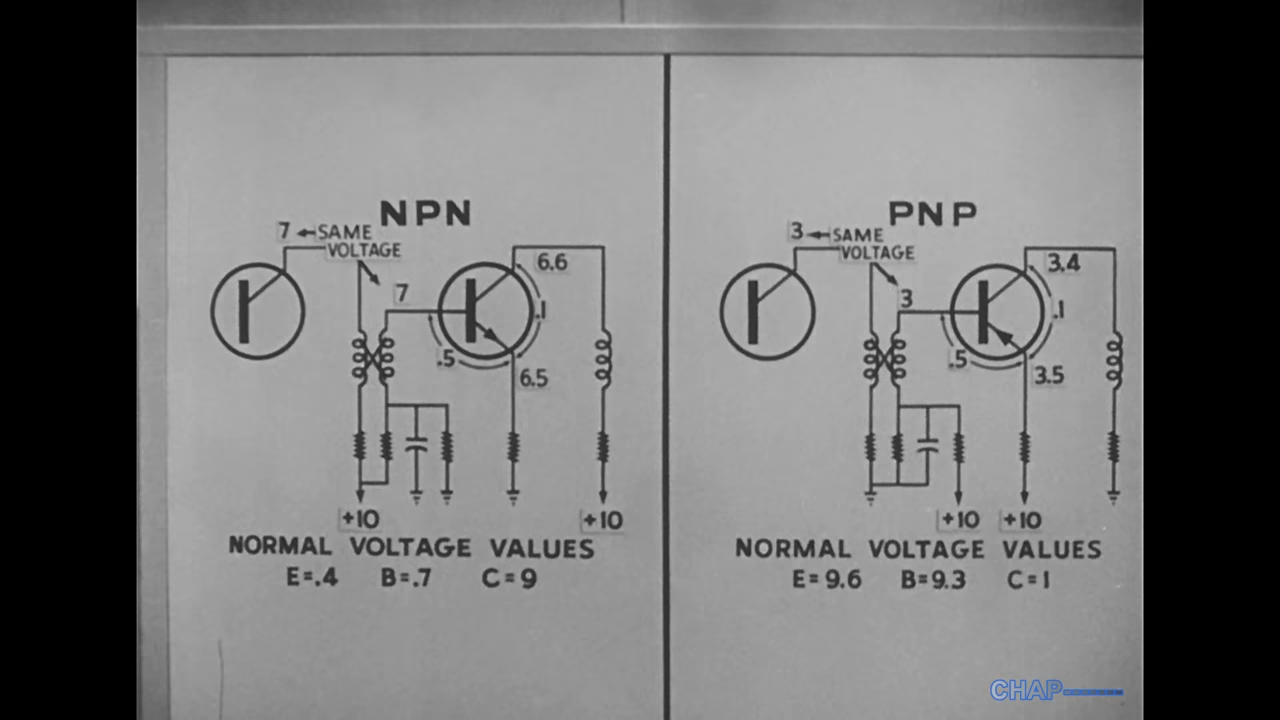 NPN
7 ←SAME
VOLTAGE
7
6.6
.1
.5
6.5
+10
+10
NORMAL VOLTAGE VALUES
E=.4 B=.7 C=9
PNP
3 ←SAME
VOLTAGE
3
3.4
.1
.5
3.5
+10 +10
NORMAL VOLTAGE VALUES
E=9.6 B=9.3 C=1
CHAP